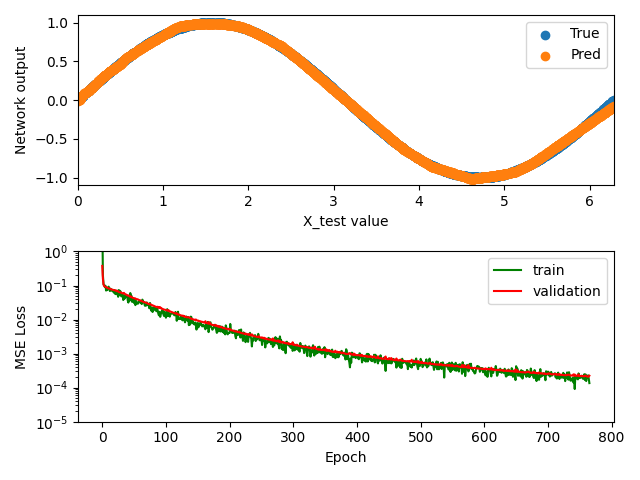 1.0
0.5
0.0
−0.5
−1.0
Network output
True
Pred
0 1 2 3 4 5 6
X_test value
10^0
10^−1
10^−2
10^−3
10^−4
10^−5
MSE Loss
train
validation
0 100 200 300 400 500 600 700 800
Epoch